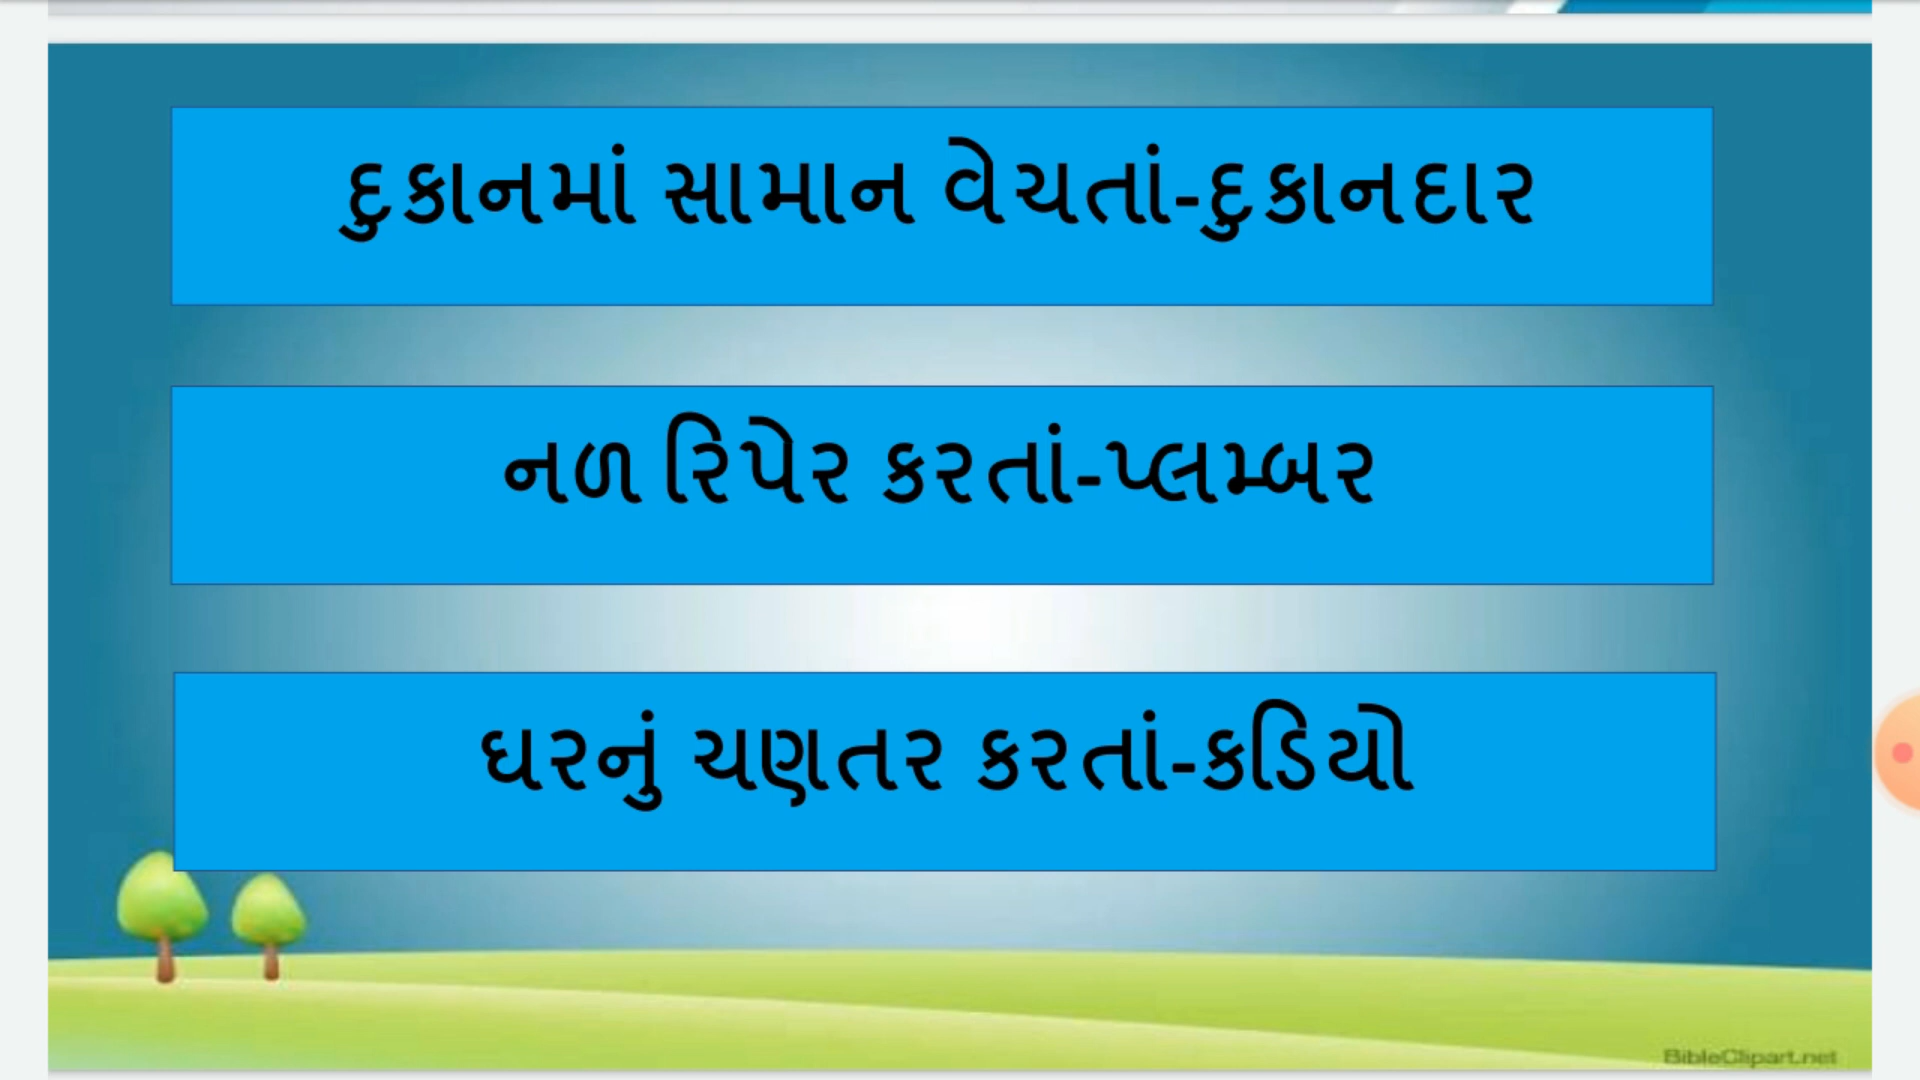 દુકાનમાં સામાન વેચતાં-દુકાનદાર
નળ રિપેર કરતાં-પ્લમ્બર
ઘરનું ચણતર કરતાં-કડિયો
BibleClipart.net